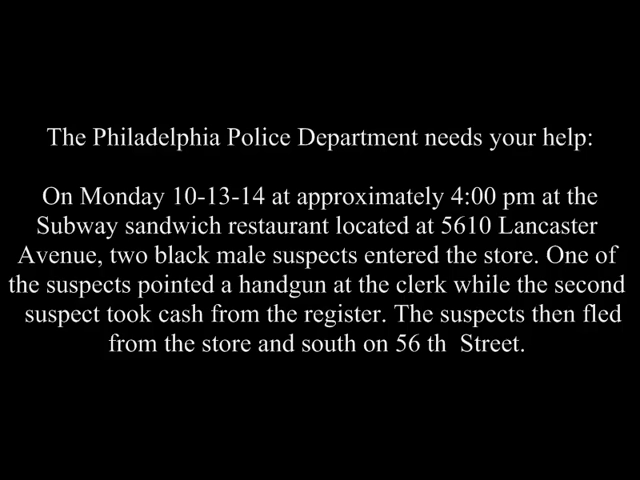 The Philadelphia Police Department needs your help:
On Monday 10-13-14 at approximately 4:00 pm at the
Subway sandwich restaurant located at 5610 Lancaster
Avenue, two black male suspects entered the store. One of
the suspects pointed a handgun at the clerk while the second
suspect took cash from the register. The suspects then fled
from the store and south on 56 th  Street.